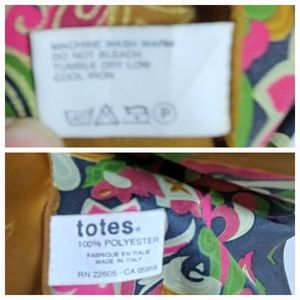 MACHINE WASH WARM
DO NOT BLEACH
TUMBLE DRY LOW
COOL IRON
P
totes®
100% POLYESTER
FABRIQUE EN ITALIE
MADE IN ITALY
RN 22605 - CA 05958